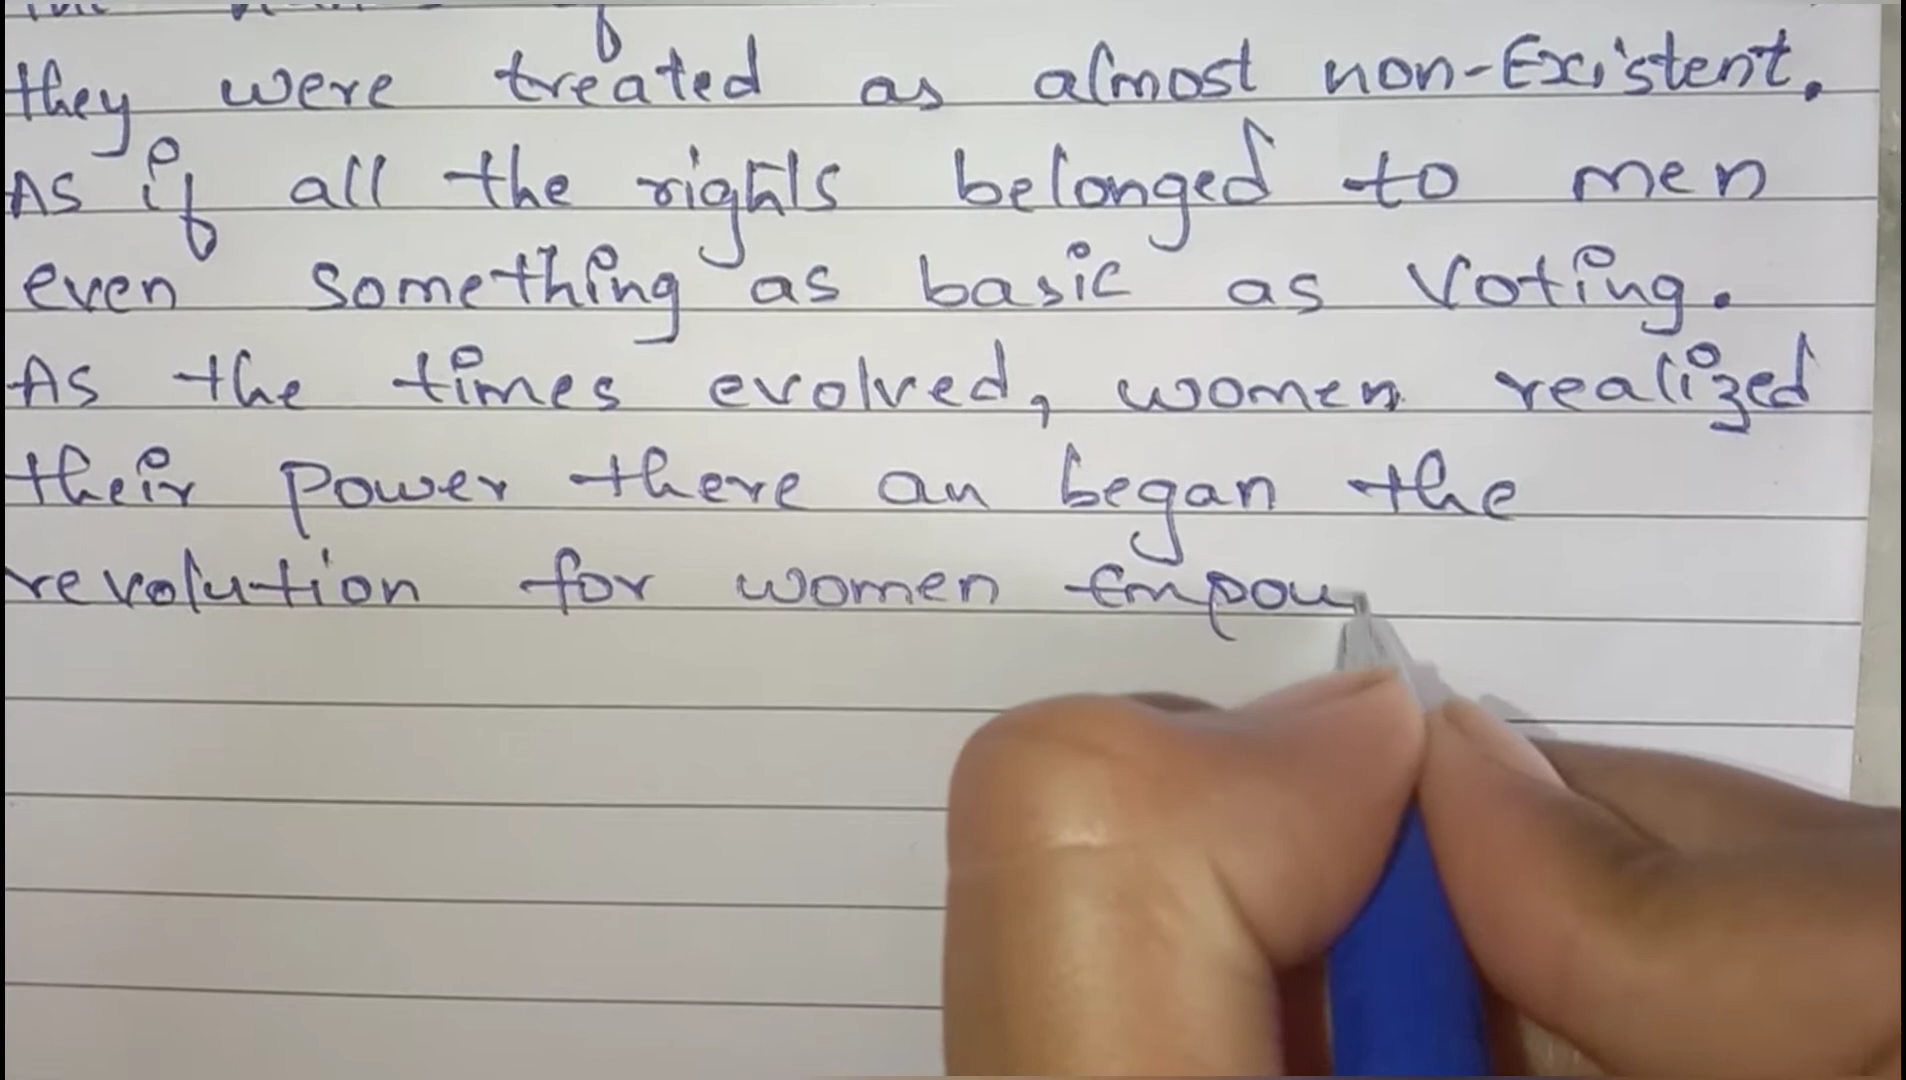 they were treated as almost non-Existent.
As if all the rights belonged to men
even something as basic as Voting.
As the times evolved, women realized
their power there an began the
revolution for women Empow